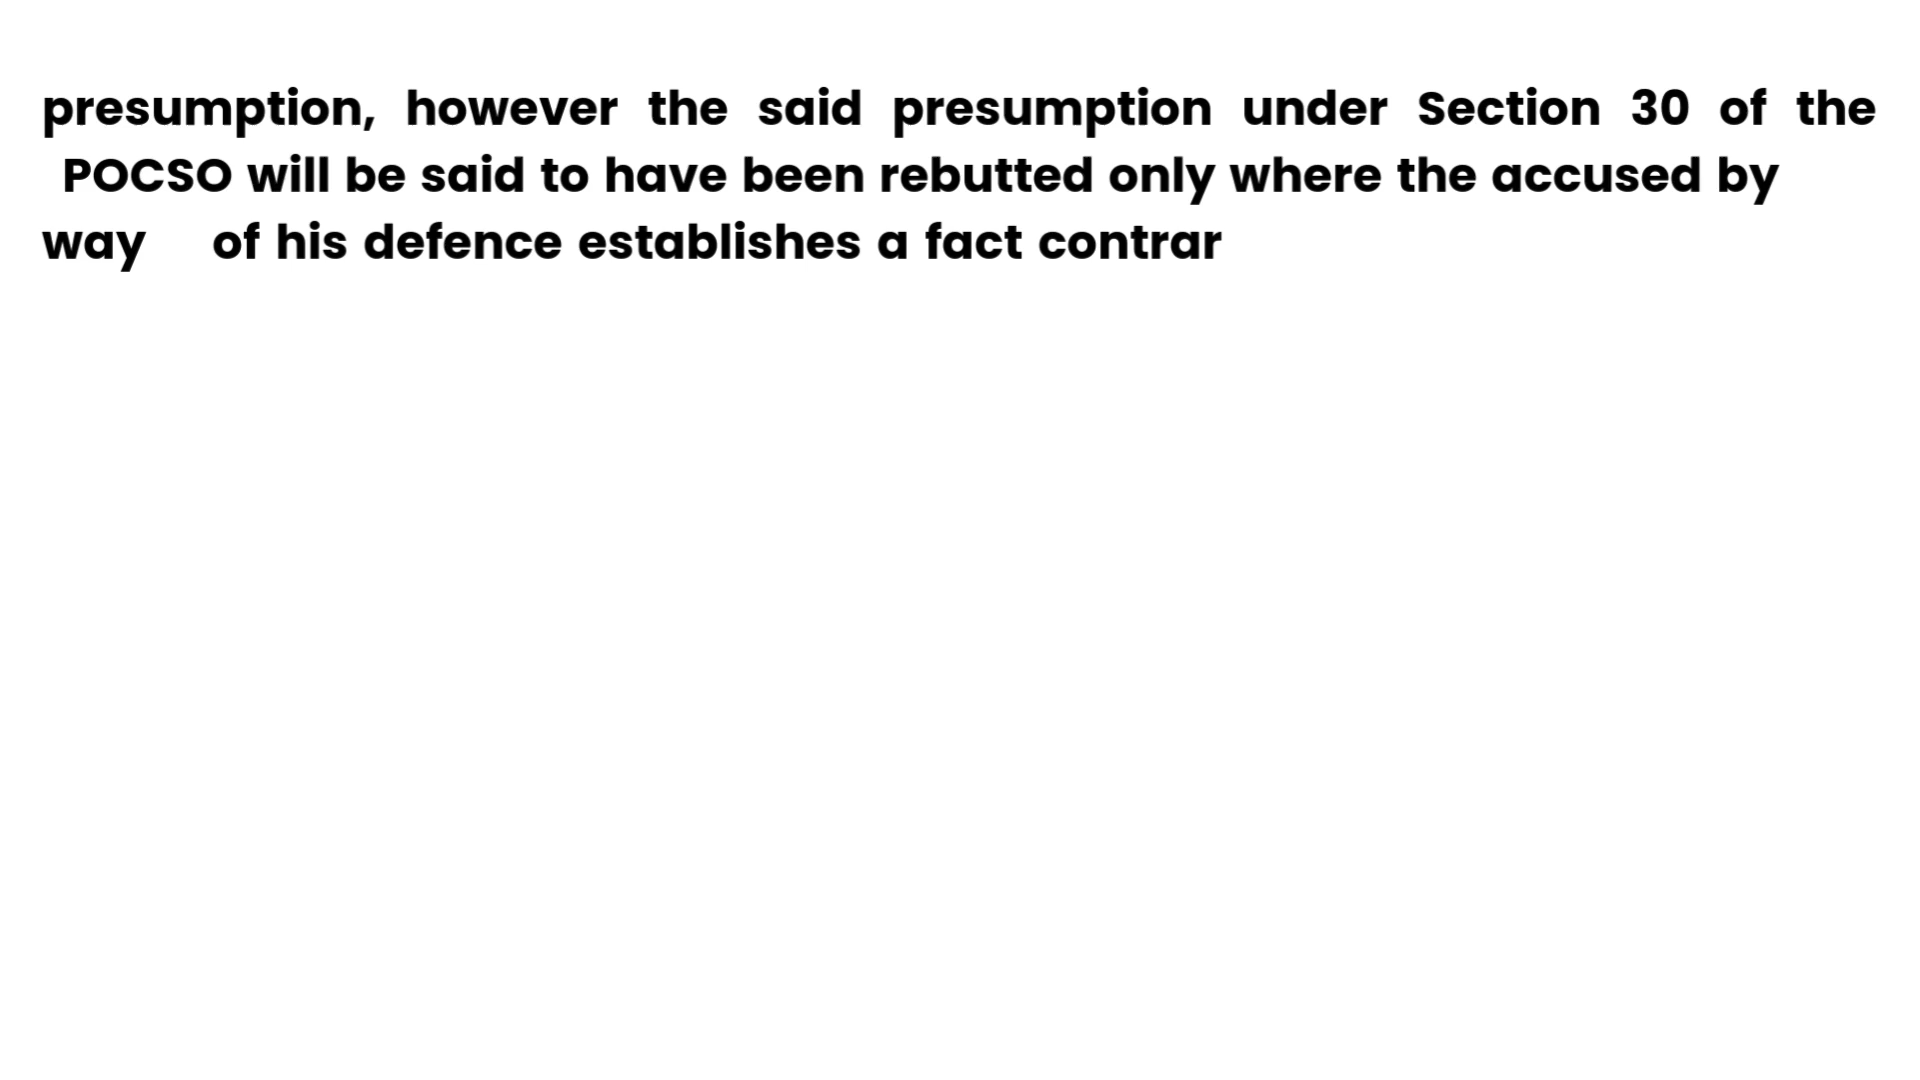 presumption, however the said presumption under Section 30 of the
POCSO will be said to have been rebutted only where the accused by
way of his defence establishes a fact contrar